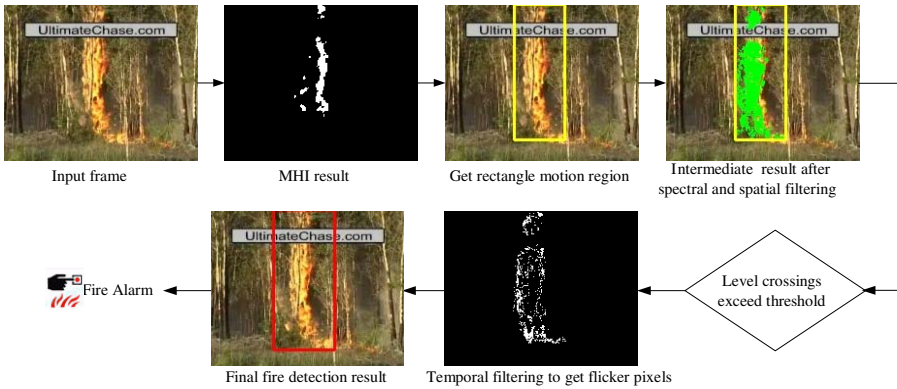 UltimateChase.com
UltimateChase.com
UltimateChase.com
Input frame
MHI result
Get rectangle motion region
Intermediate result after
spectral and spatial filtering
UltimateChase.com
Level crossings
exceed threshold
Fire Alarm
Final fire detection result
Temporal filtering to get flicker pixels